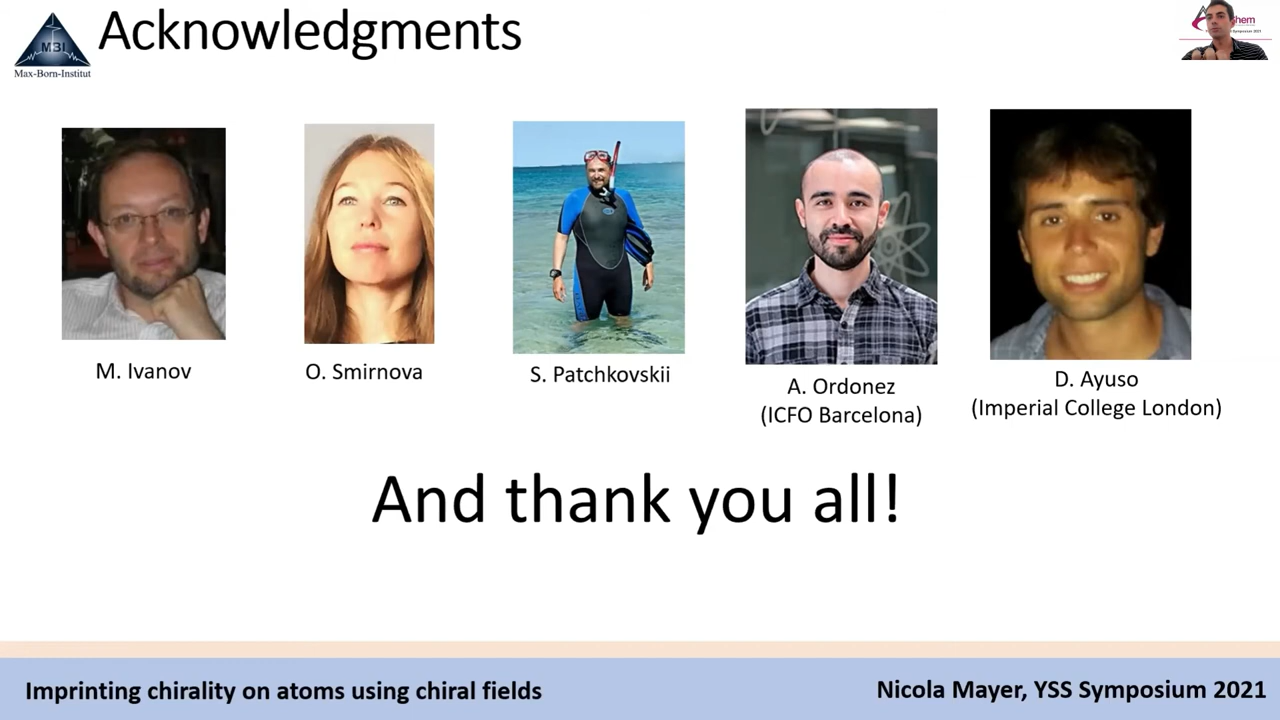 Acknowledgments
MBI
Max-Born-Institut
M. Ivanov
O. Smirnova
S. Patchkovskii
A. Ordonez
(ICFO Barcelona)
D. Ayuso
(Imperial College London)
And thank you all!
Imprinting chirality on atoms using chiral fields
Nicola Mayer, YSS Symposium 2021